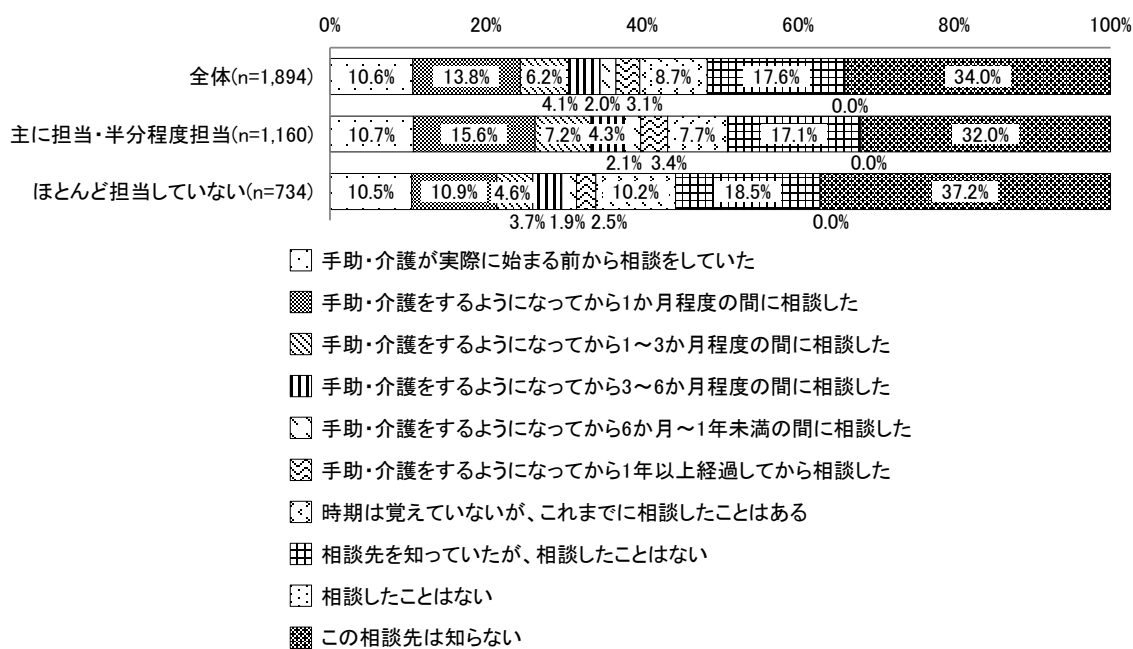 0% 20% 40% 60% 80% 100%
全体(n=1,894) 10.6% 13.8% 6.2% 8.7% 17.6% 34.0%
4.1% 2.0% 3.1% 0.0%
主に担当・半分程度担当(n=1,160) 10.7% 15.6% 7.2% 4.3% 7.7% 17.1% 32.0%
2.1% 3.4% 0.0%
ほとんど担当していない(n=734) 10.5% 10.9% 4.6% 10.2% 18.5% 37.2%
3.7% 1.9% 2.5% 0.0%
手助・介護が実際に始まる前から相談をしていた
手助・介護をするようになってから1か月程度の間に相談した
手助・介護をするようになってから1～3か月程度の間に相談した
手助・介護をするようになってから3～6か月程度の間に相談した
手助・介護をするようになってから6か月～1年未満の間に相談した
手助・介護をするようになってから1年以上経過してから相談した
時期は覚えていないが、これまでに相談したことはある
相談先を知っていたが、相談したことはない
相談したことはない
この相談先は知らない